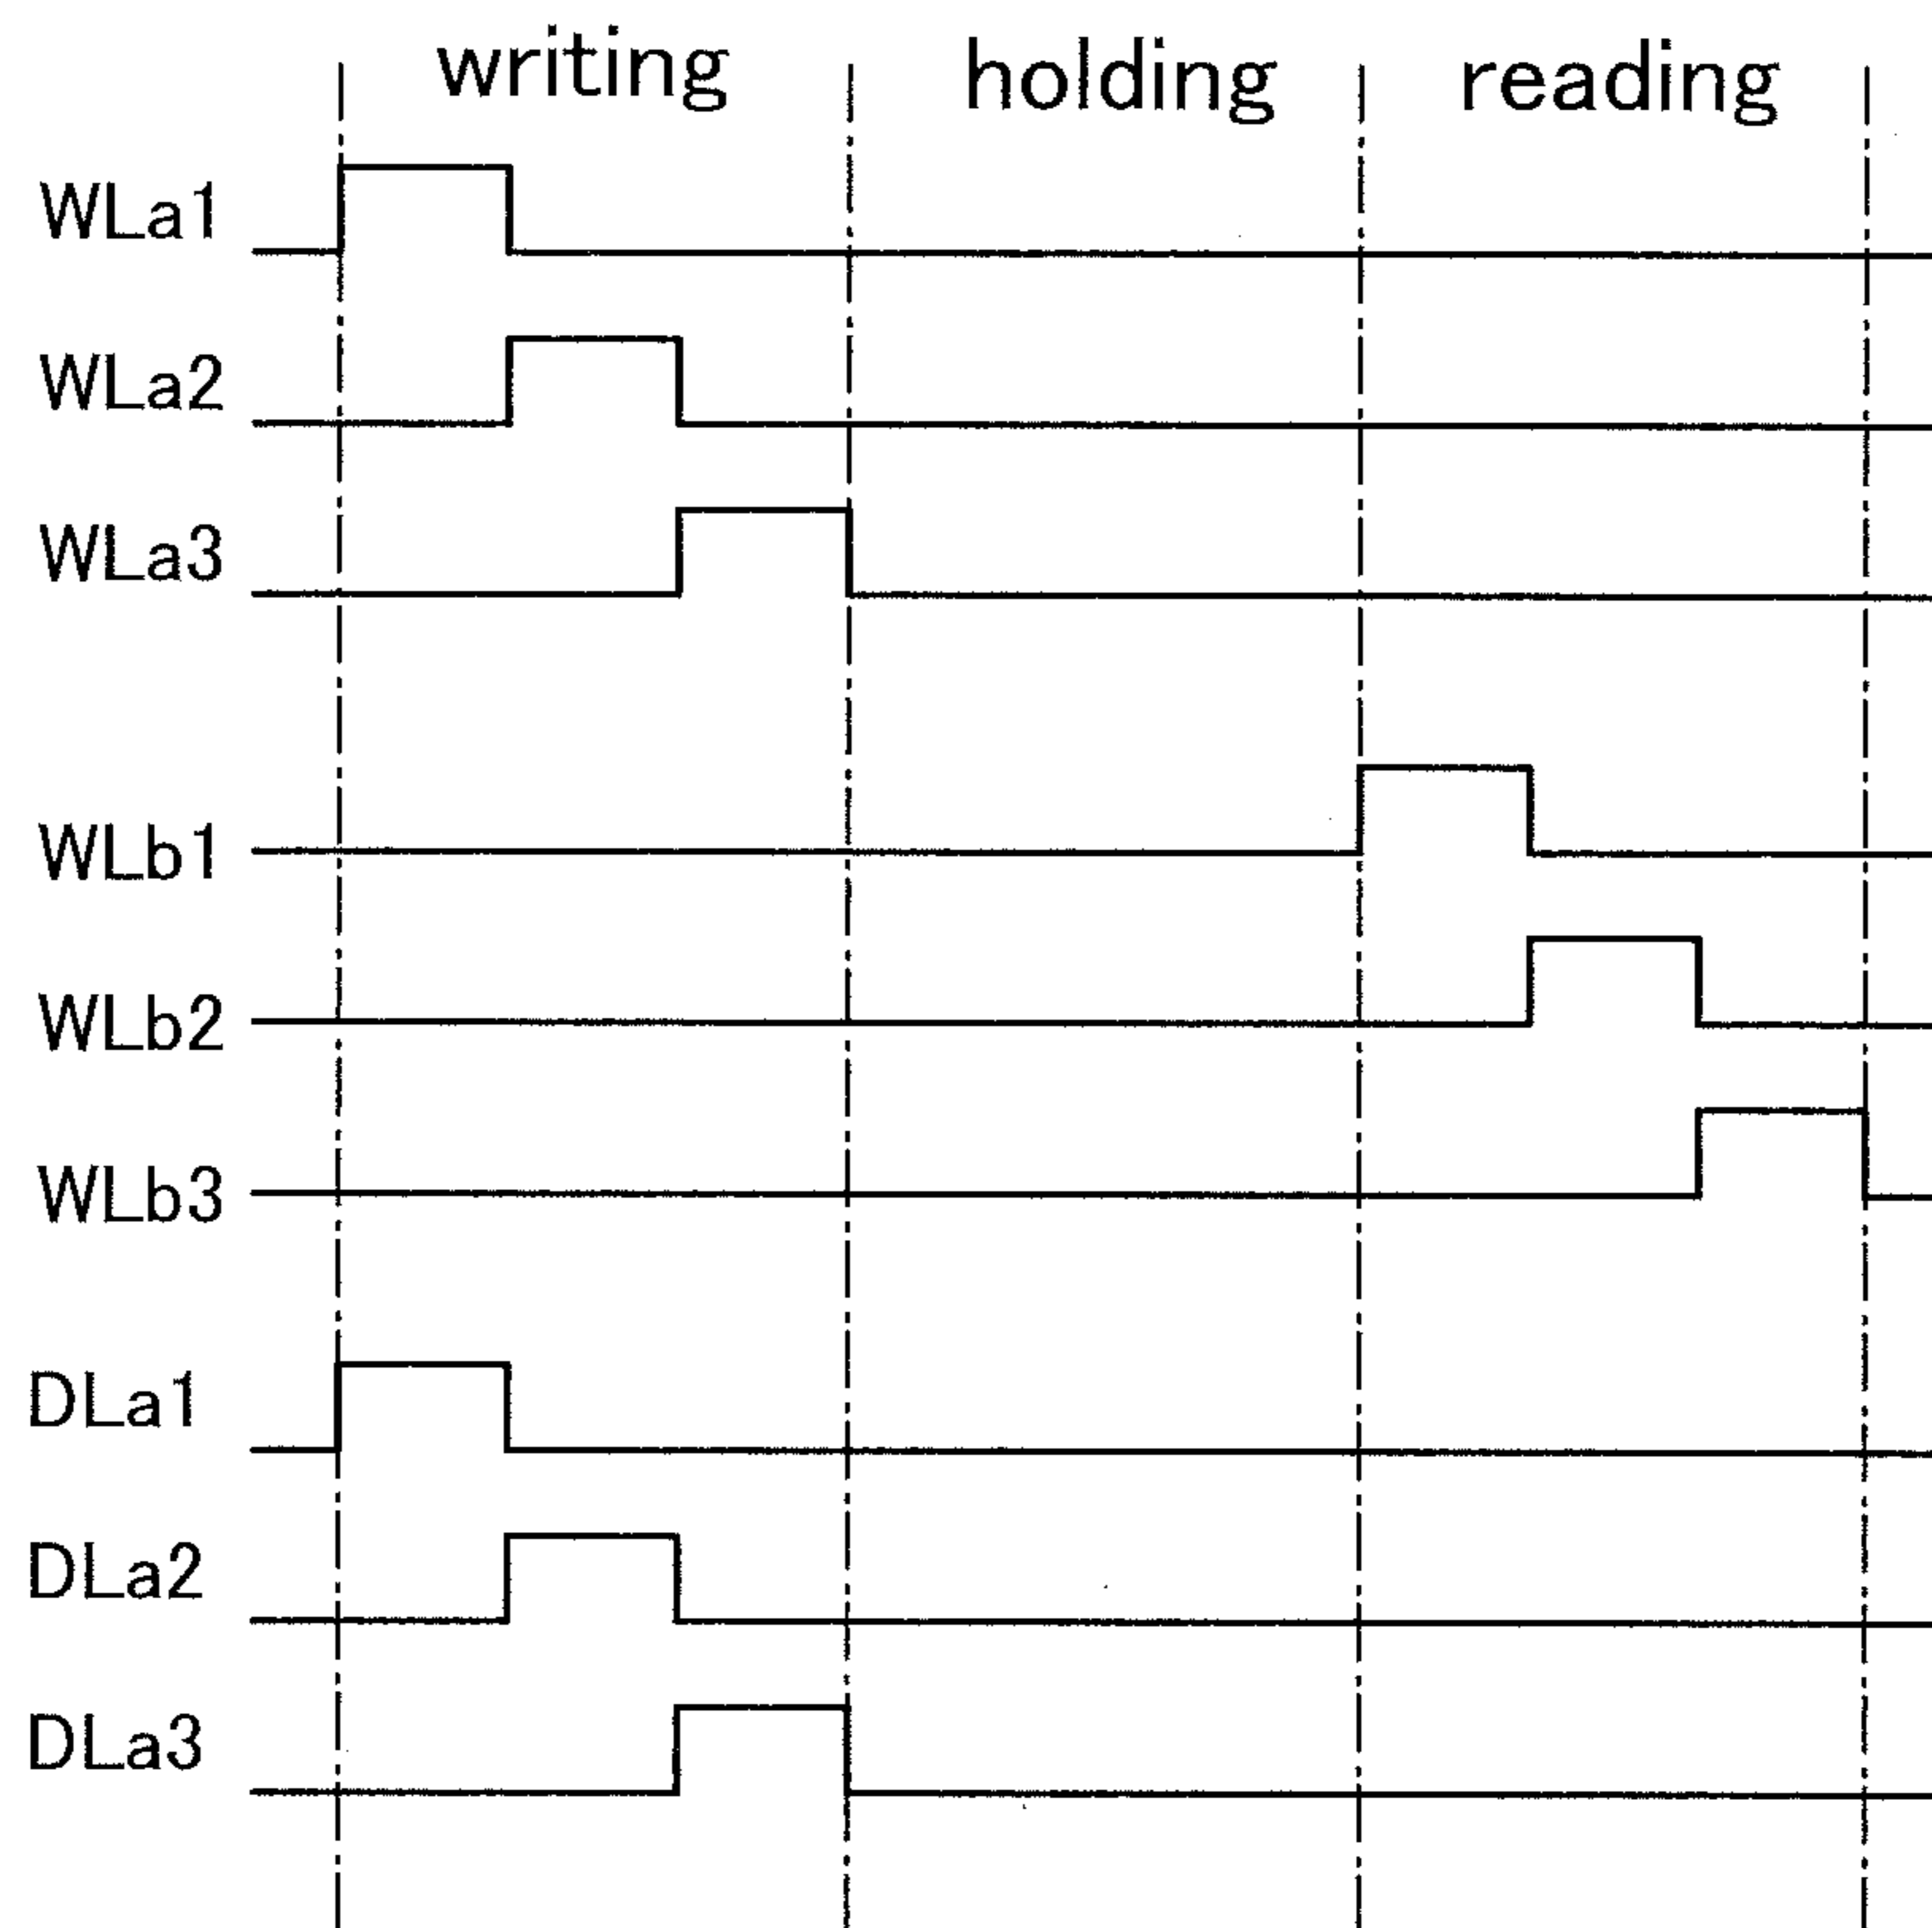 writing holding reading
WLa1
WLa2
WLa3
WLb1
WLb2
WLb3
DLa1
DLa2
DLa3